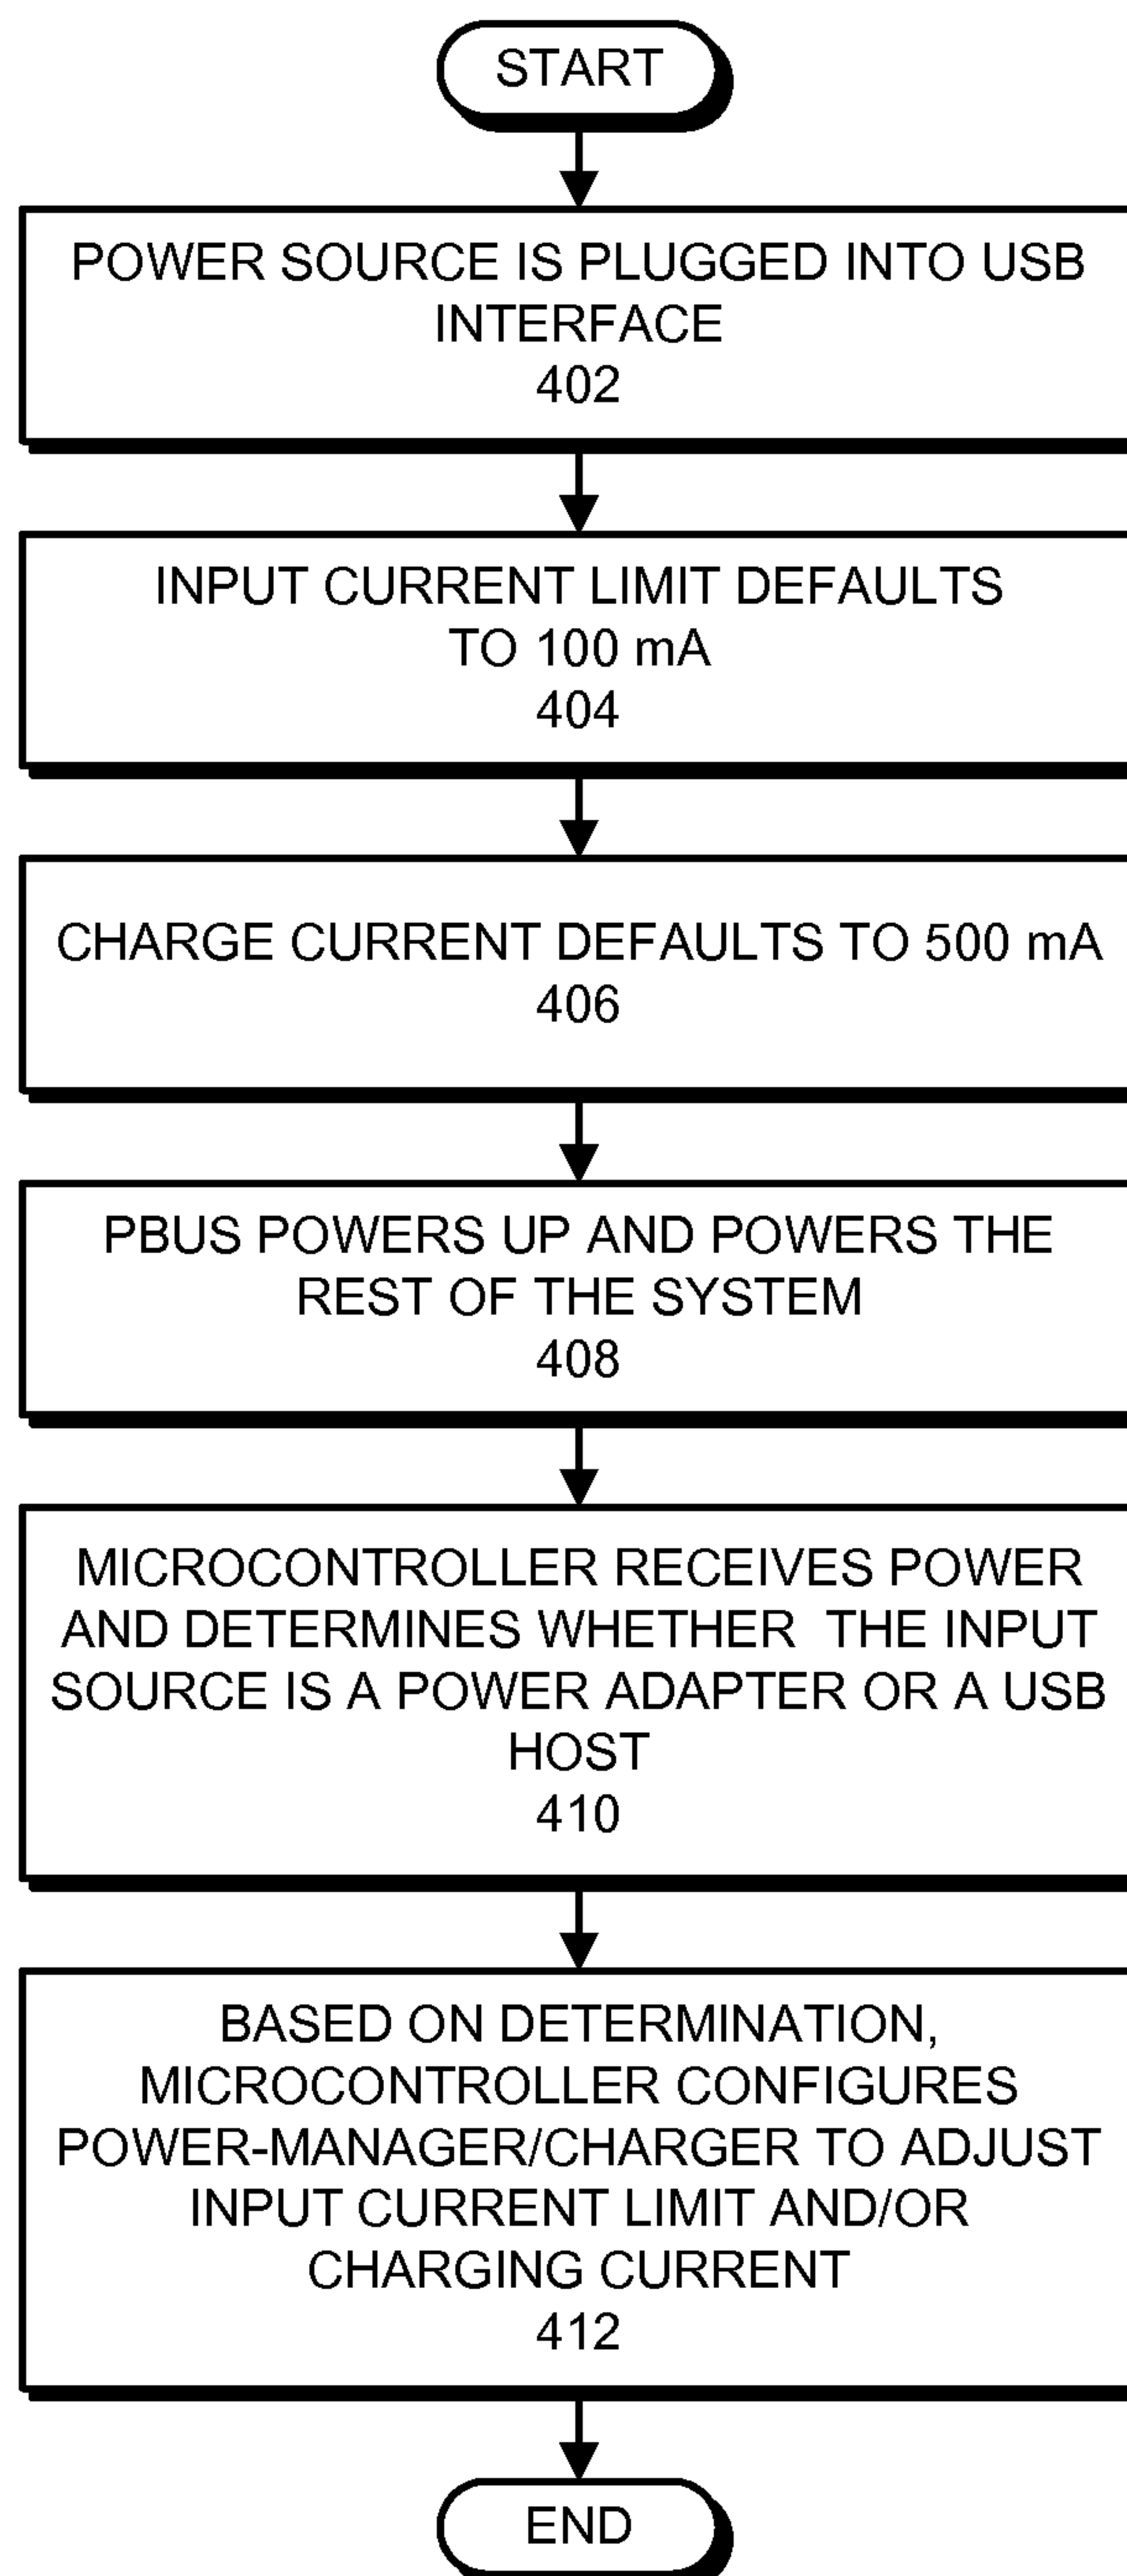 START
POWER SOURCE IS PLUGGED INTO USB
INTERFACE
402
INPUT CURRENT LIMIT DEFAULTS
TO 100 mA
404
CHARGE CURRENT DEFAULTS TO 500 mA
406
PBUS POWERS UP AND POWERS THE
REST OF THE SYSTEM
408
MICROCONTROLLER RECEIVES POWER
AND DETERMINES WHETHER THE INPUT
SOURCE IS A POWER ADAPTER OR A USB
HOST
410
BASED ON DETERMINATION,
MICROCONTROLLER CONFIGURES
POWER-MANAGER/CHARGER TO ADJUST
INPUT CURRENT LIMIT AND/OR
CHARGING CURRENT
412
END